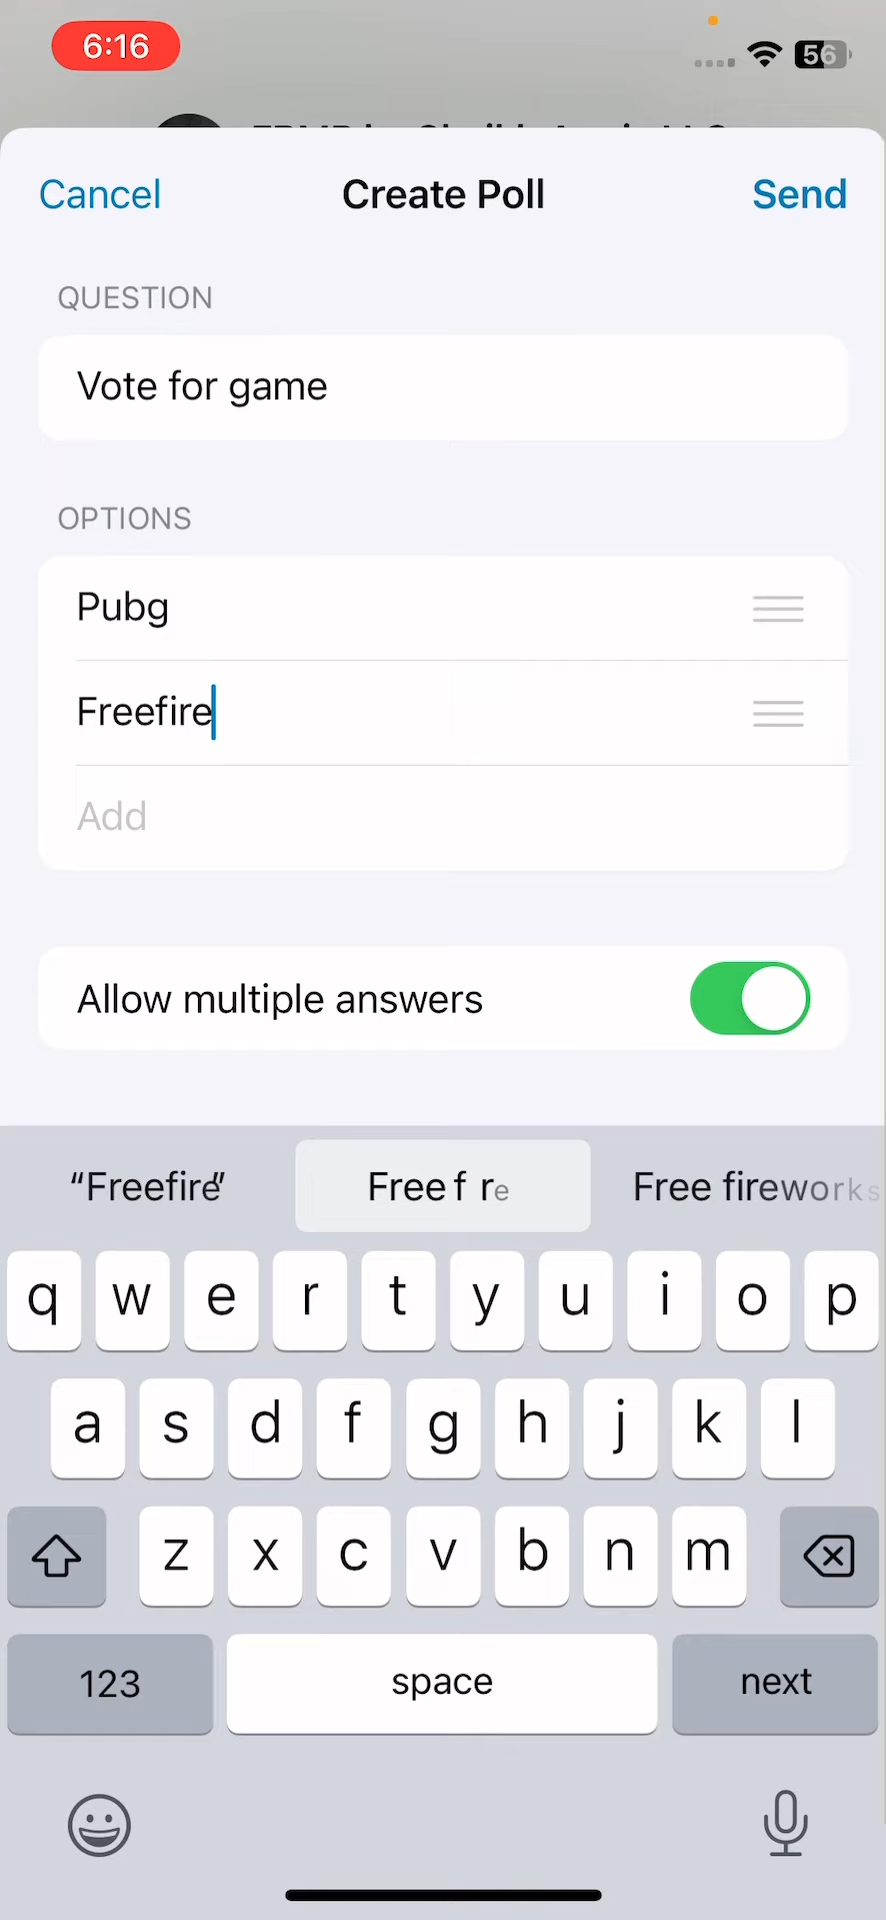 6:16
56
Cancel Create Poll Send
QUESTION
Vote for game
OPTIONS
Pubg
Freefire
Add
Allow multiple answers
“Freefire” Free f re Free fireworks
q w e r t y u i o p
a s d f g h j k l
z x c v b n m
123 space next